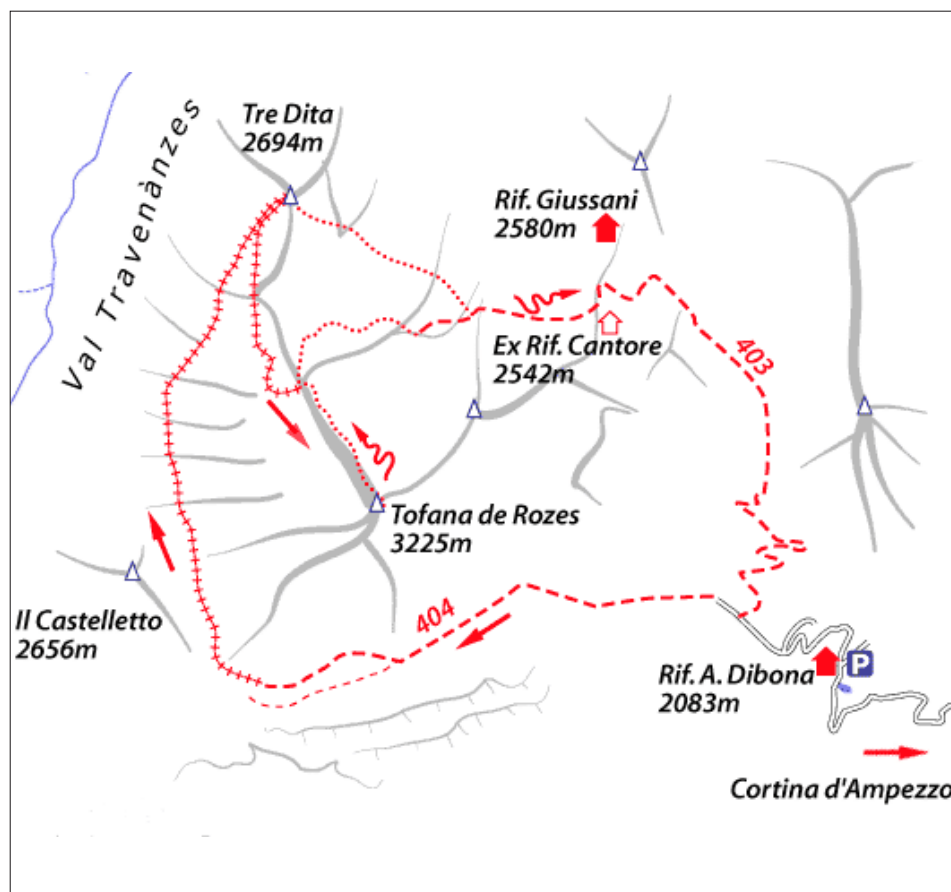 Tre Dita
2694m
Val Travenànzes
Rif. Giussani
2580m
Ex Rif. Cantore
2542m
403
Tofana de Rozes
3225m
Il Castelletto
2656m
404
Rif. A. Dibona
2083m
P
Cortina d'Ampezzo